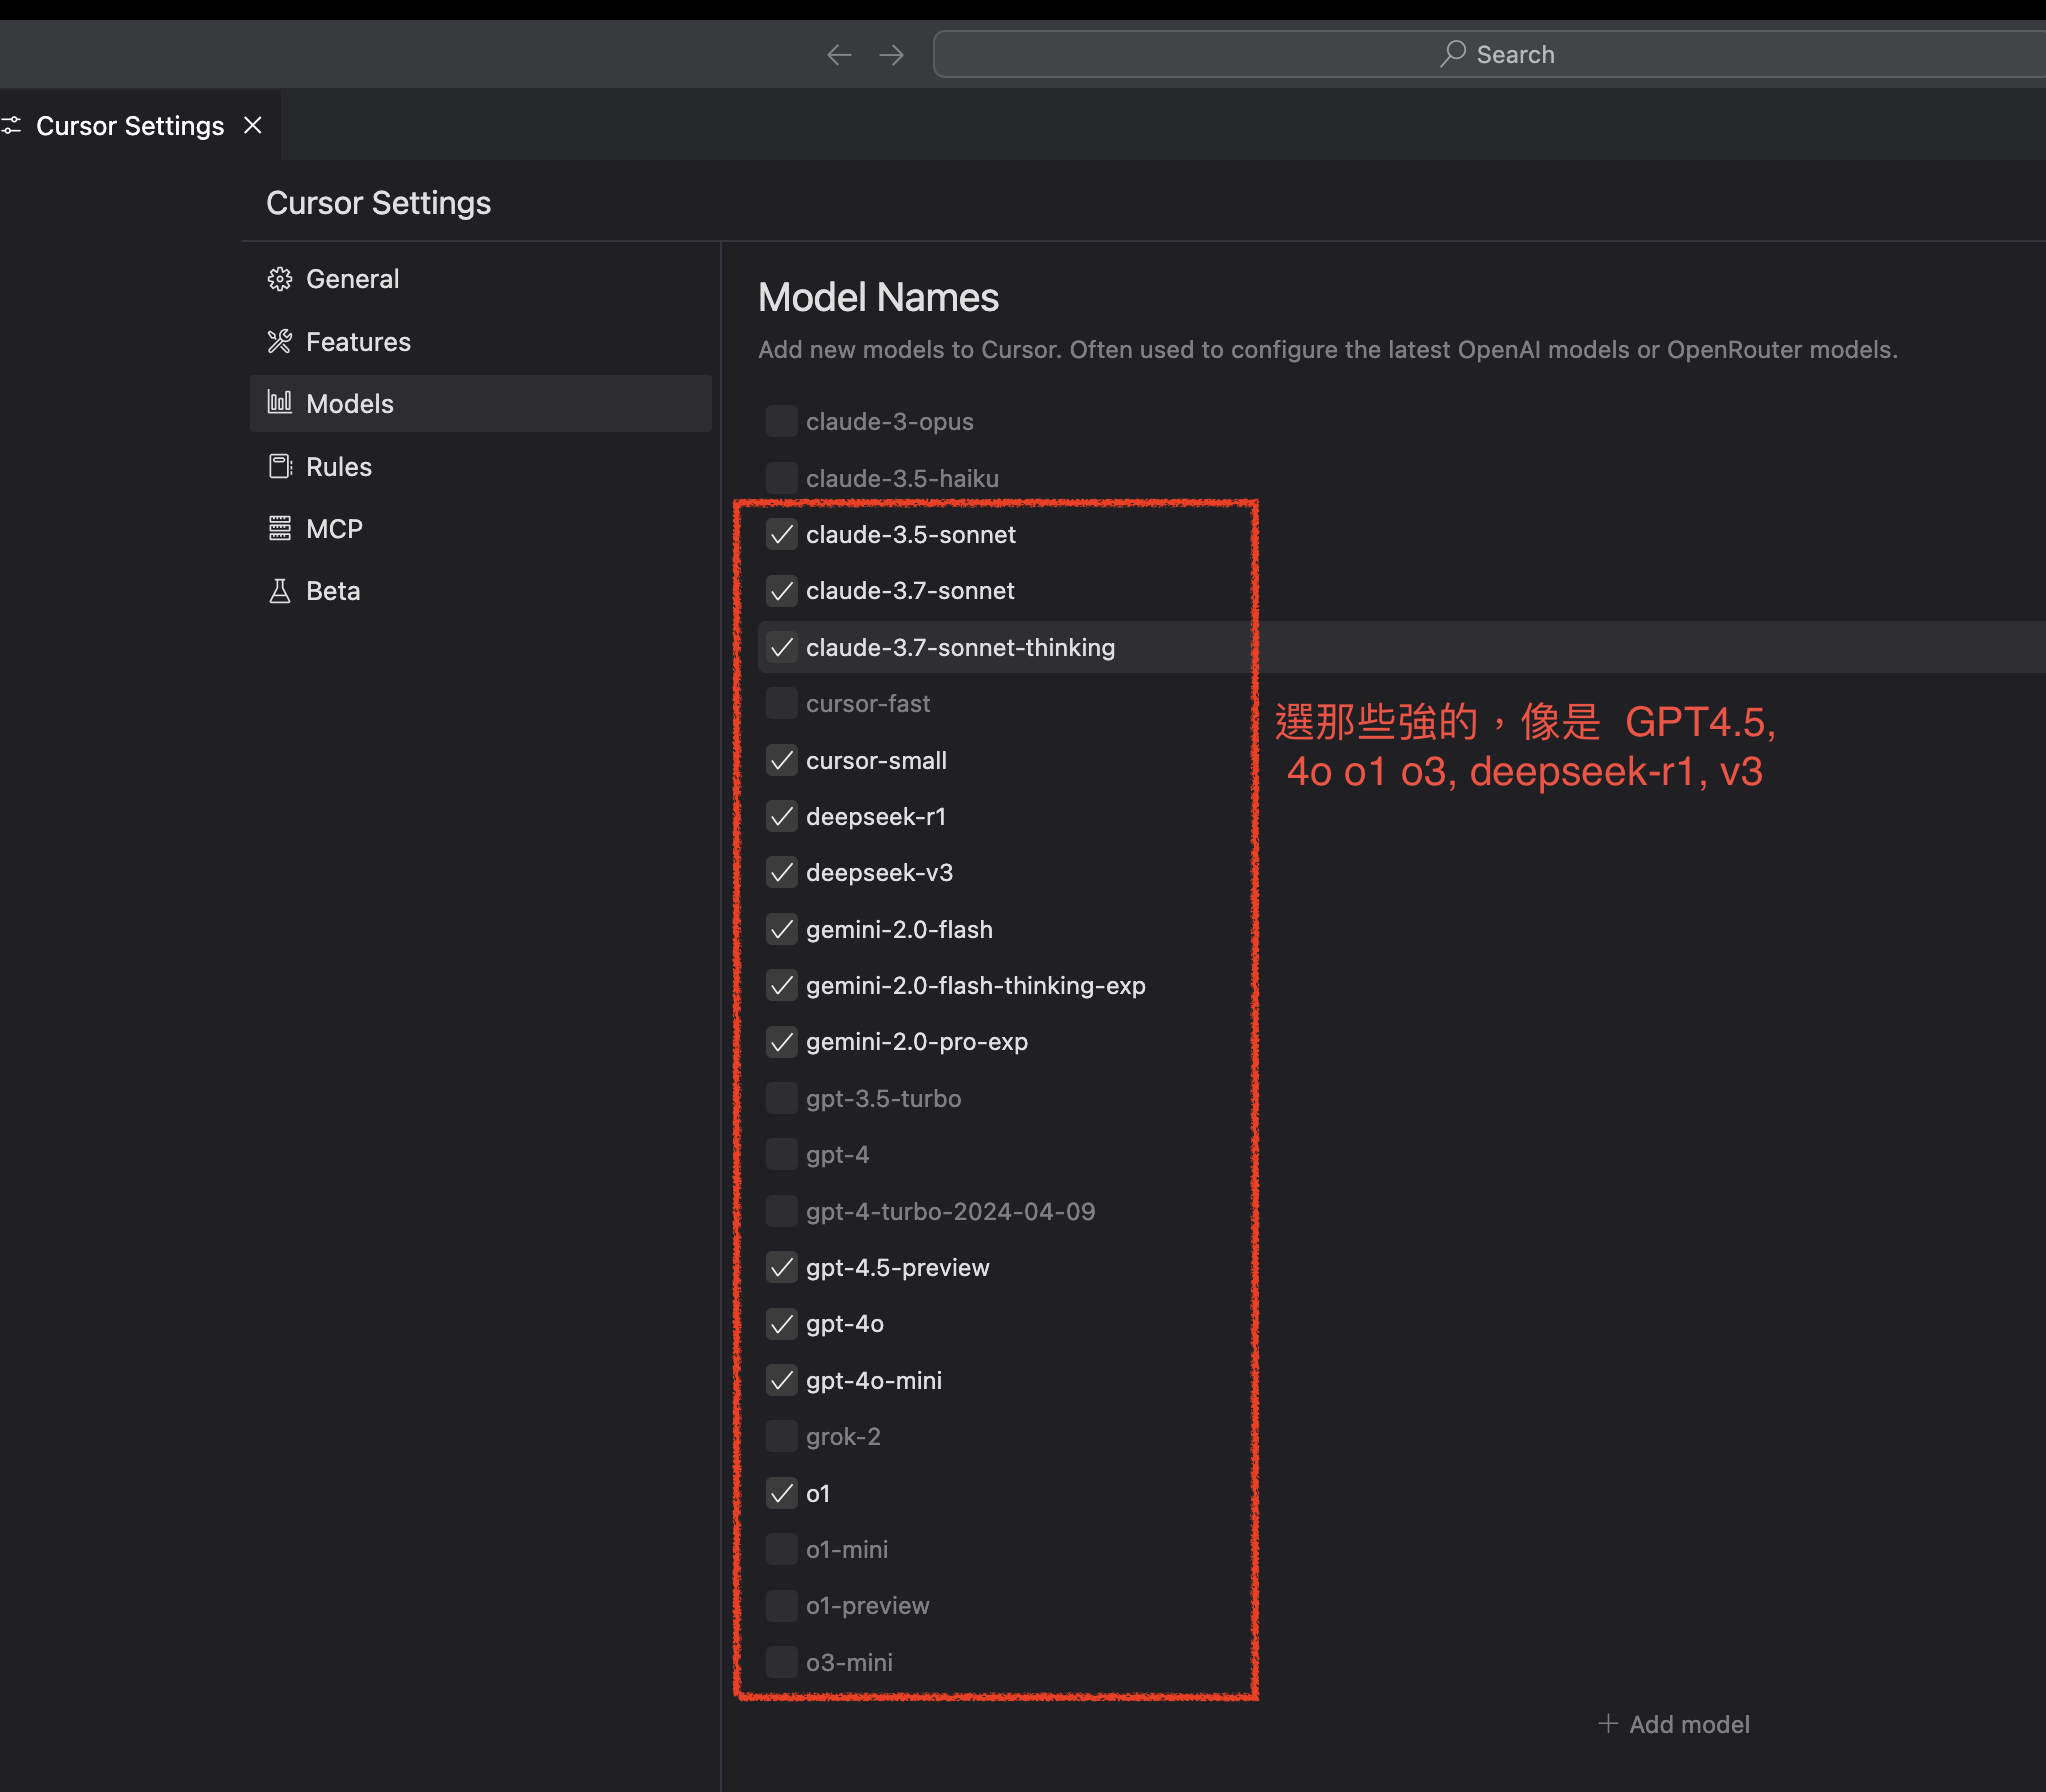 Search
Cursor Settings
Cursor Settings
General
Features
Models
Rules
MCP
Beta
Model Names
Add new models to Cursor. Often used to configure the latest OpenAI models or OpenRouter models.
claude-3-opus
claude-3.5-haiku
claude-3.5-sonnet
claude-3.7-sonnet
claude-3.7-sonnet-thinking
cursor-fast
cursor-small
deepseek-r1
deepseek-v3
gemini-2.0-flash
gemini-2.0-flash-thinking-exp
gemini-2.0-pro-exp
gpt-3.5-turbo
gpt-4
gpt-4-turbo-2024-04-09
gpt-4.5-preview
gpt-4o
gpt-4o-mini
grok-2
o1
o1-mini
o1-preview
o3-mini
選那些強的，像是 GPT4.5,
4o o1 o3, deepseek-r1, v3
Add model